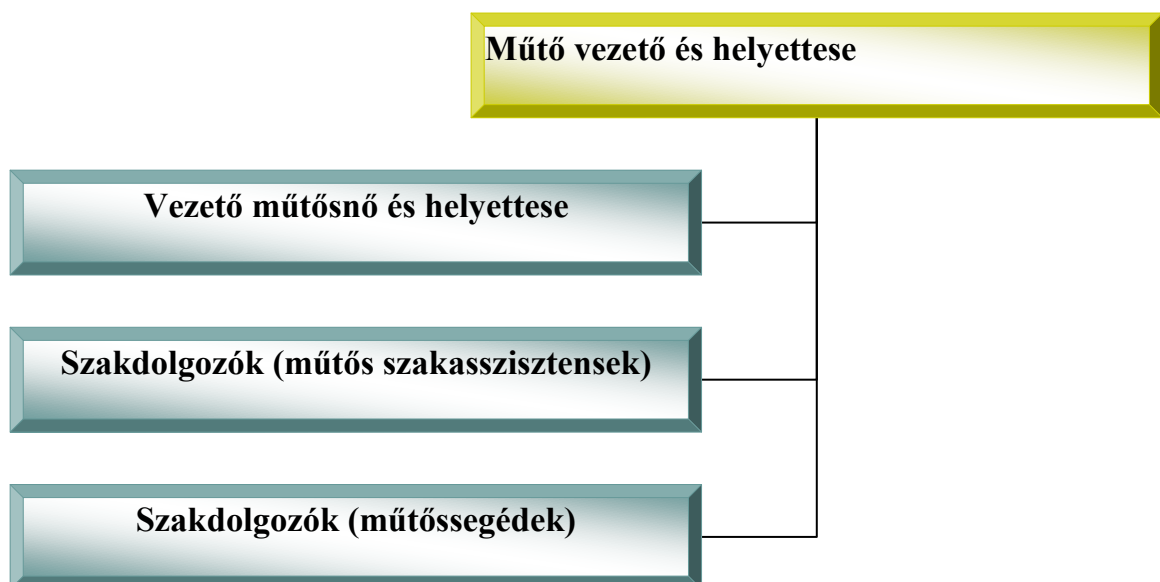 Műtő vezető és helyettese
Vezető műtősnő és helyettese
Szakdolgozók (műtős szakasszisztensek)
Szakdolgozók (műtőssegédek)